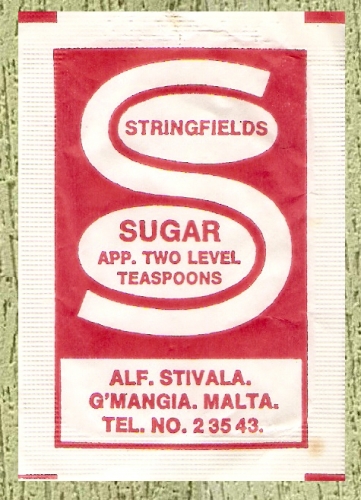 STRINGFIELDS
SUGAR
APP. TWO LEVEL
TEASPOONS
ALF. STIVALA.
G'MANGIA. MALTA.
TEL. NO. 2 35 43.